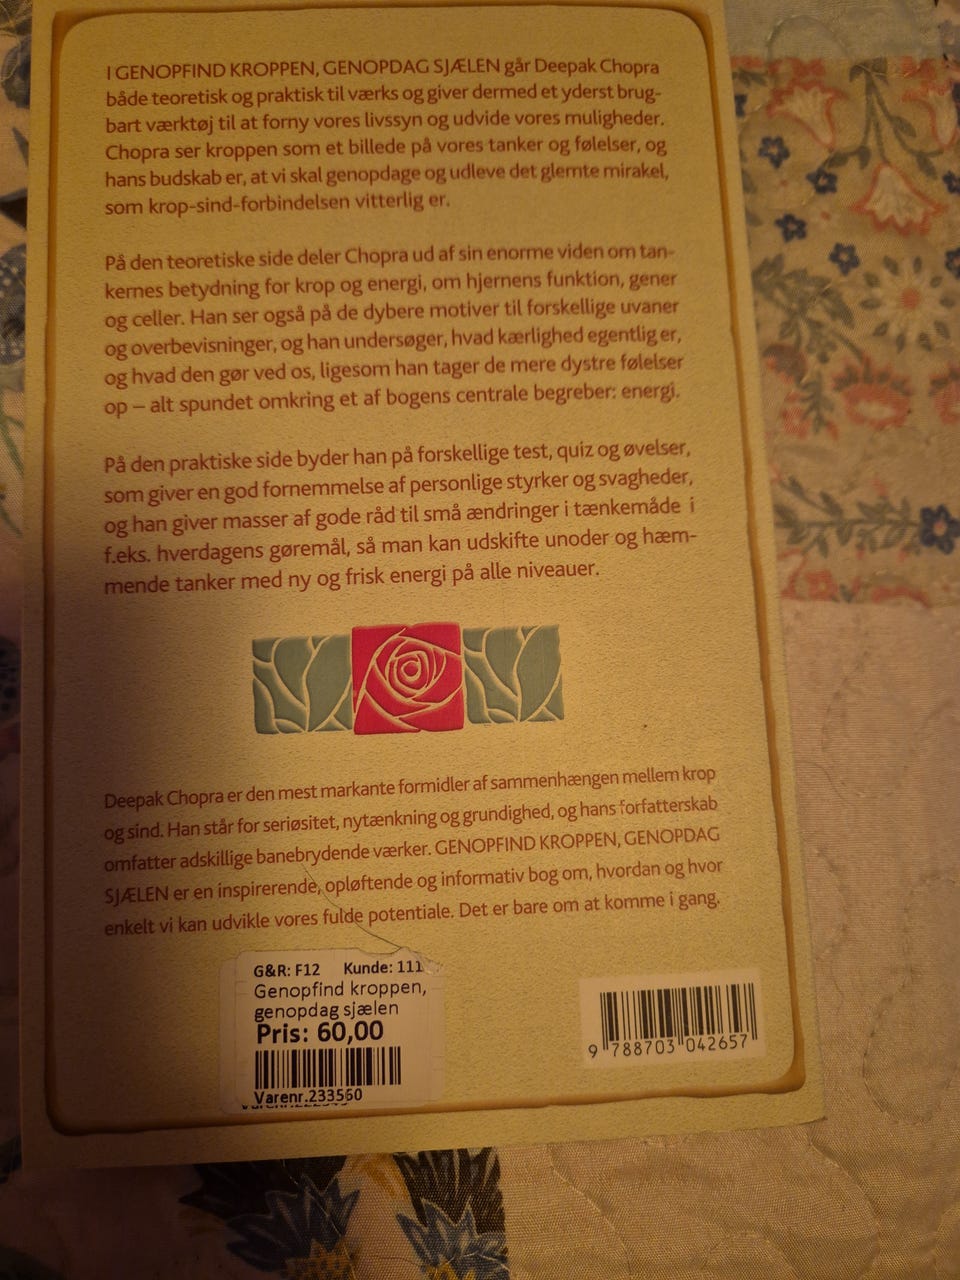 I GENOPFIND KROPPEN, GENOPDAG SJÆLEN går Deepak Chopra
både teoretisk og praktisk til værks og giver dermed et yderst brug-
bart værktøj til at forny vores livssyn og udvide vores muligheder.
Chopra ser kroppen som et billede på vores tanker og følelser, og
hans budskab er, at vi skal genopdage og udleve det glemte mirakel,
som krop-sind-forbindelsen vitterlig er.
På den teoretiske side deler Chopra ud af sin enorme viden om tan-
kernes betydning for krop og energi, om hjernens funktion, gener
og celler. Han ser også på de dybere motiver til forskellige uvaner
og overbevisninger, og han undersøger, hvad kærlighed egentlig er,
og hvad den gør ved os, ligesom han tager de mere dystre følelser
op – alt spundet omkring et af bogens centrale begreber: energi.
På den praktiske side byder han på forskellige test, quiz og øvelser,
som giver en god fornemmelse af personlige styrker og svagheder,
og han giver masser af gode råd til små ændringer i tænkemåde i
f.eks. hverdagens gøremål, så man kan udskifte unoder og hæm-
mende tanker med ny og frisk energi på alle niveauer.
Deepak Chopra er den mest markante formidler af sammenhængen mellem krop
og sind. Han står for seriøsitet, nytænkning og grundighed, og hans forfatterskab
omfatter adskillige banebrydende værker. GENOPFIND KROPPEN, GENOPDAG
SJÆLEN er en inspirerende, opløftende og informativ bog om, hvordan og hvor
enkelt vi kan udvikle vores fulde potentiale. Det er bare om at komme i gang.
G&R: F12 Kunde: 111
Genopfind kroppen,
genopdag sjælen
Pris: 60,00
Varenr.233560
9 788703 042657